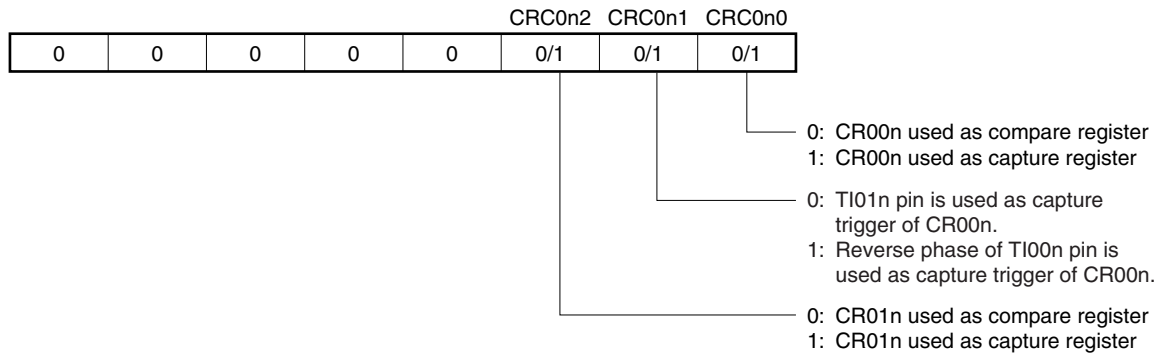 CRC0n2 CRC0n1 CRC0n0
0 0 0 0 0 0/1 0/1 0/1
0: CR00n used as compare register
1: CR00n used as capture register
0: TI01n pin is used as capture
trigger of CR00n.
1: Reverse phase of TI00n pin is
used as capture trigger of CR00n.
0: CR01n used as compare register
1: CR01n used as capture register